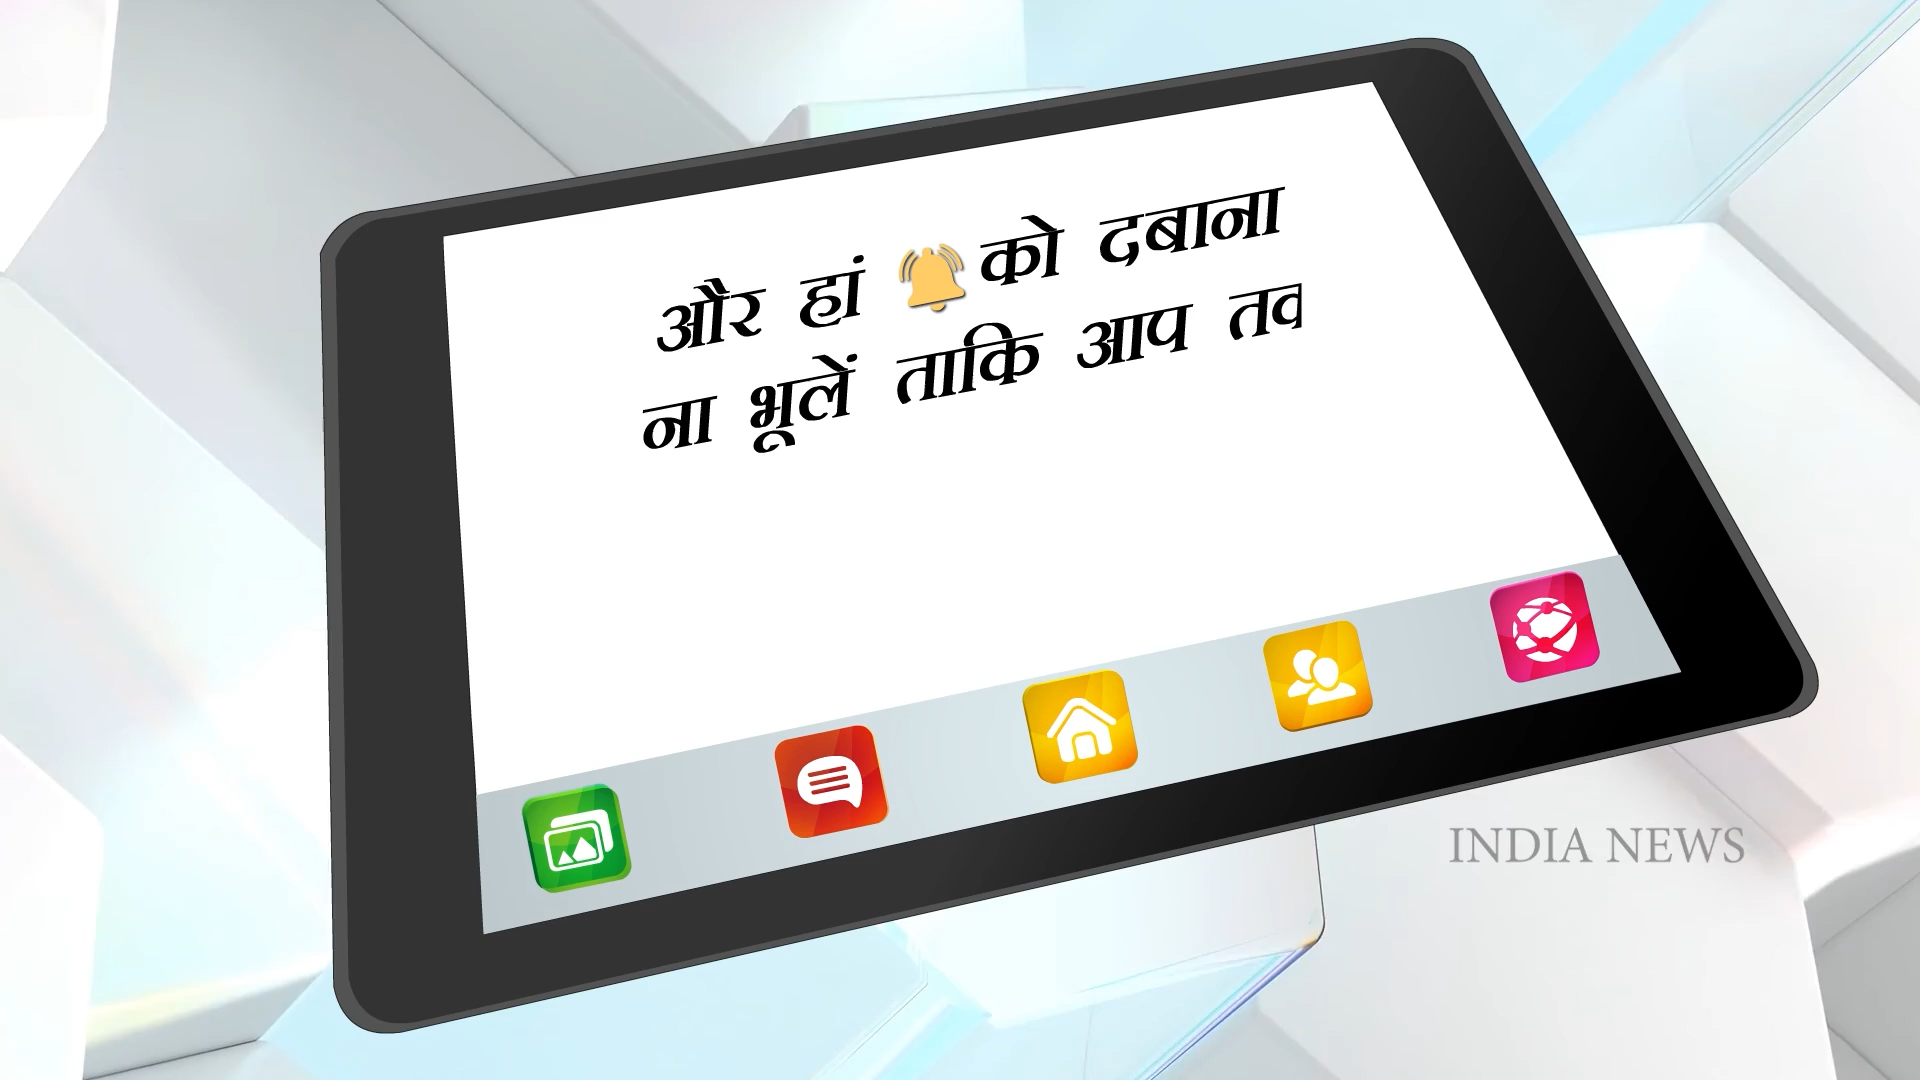 और हां 🔔 को दबाना
ना भूलें ताकि आप
INDIA NEWS